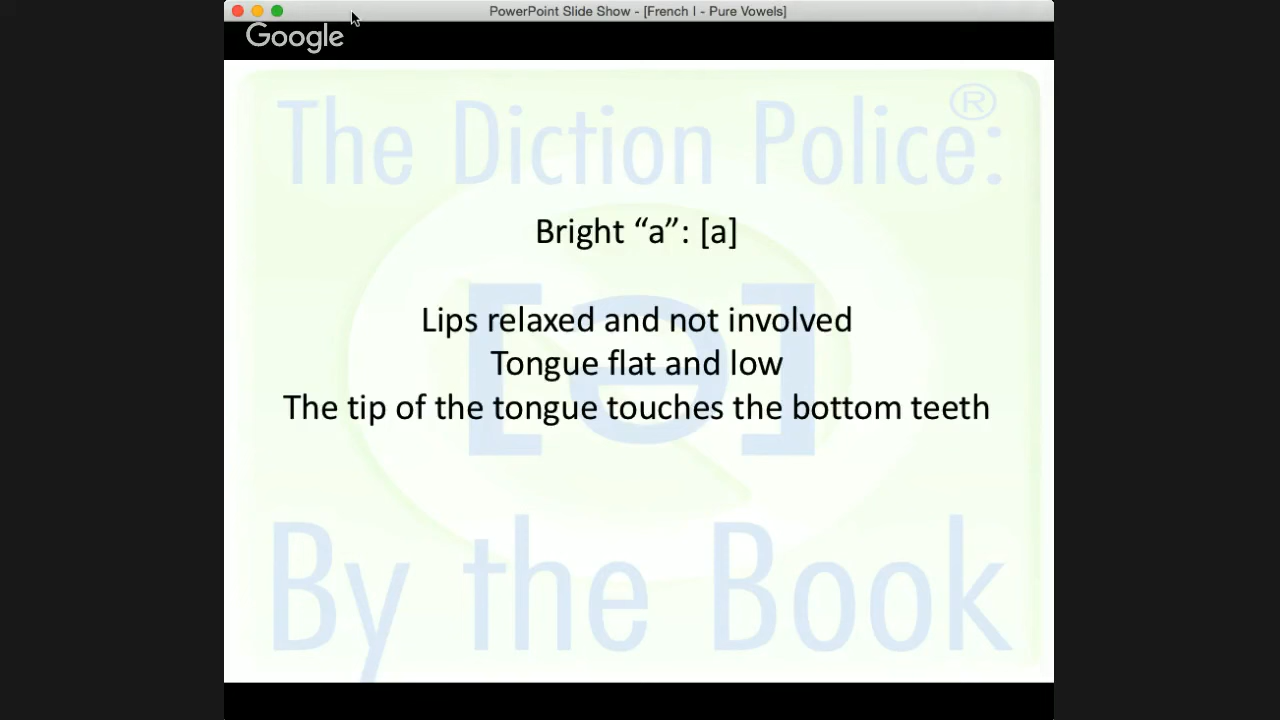 PowerPoint Slide Show - [French I - Pure Vowels]
Google
The Diction Police:®
Bright “a”: [a]
Lips relaxed and not involved
Tongue flat and low
The tip of the tongue touches the bottom teeth
[ə]
By the Book